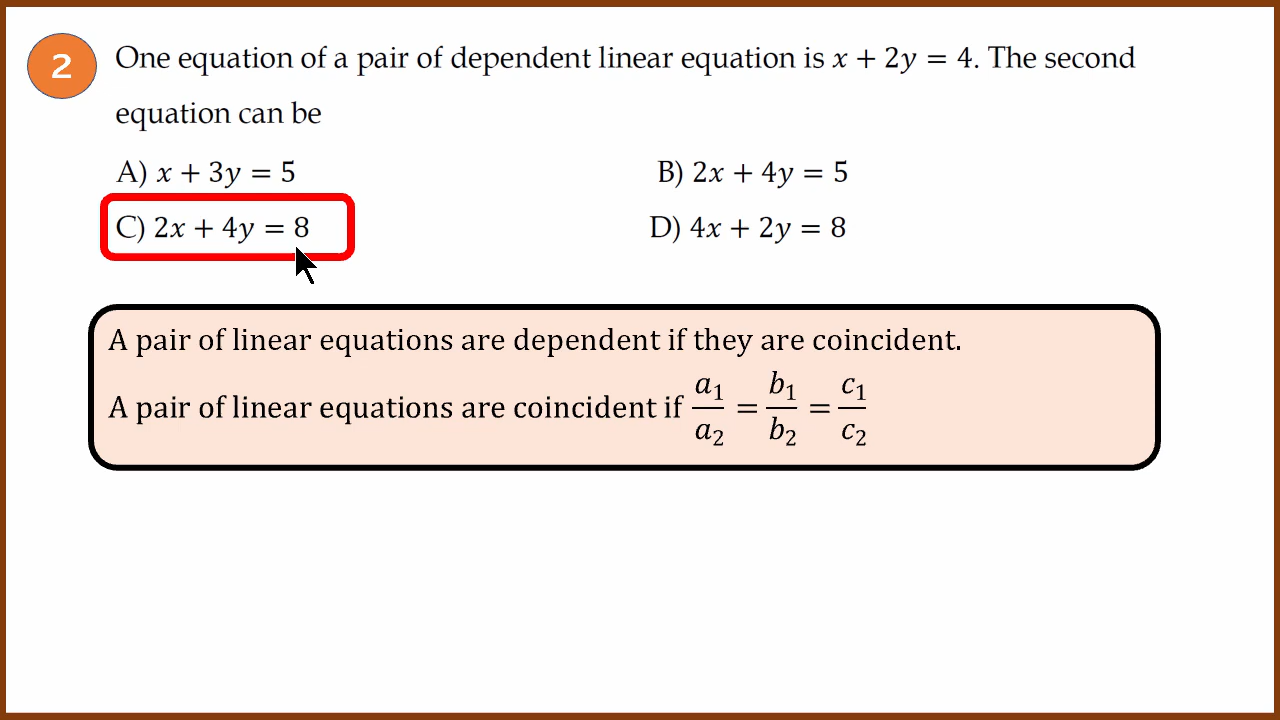 2
One equation of a pair of dependent linear equation is x + 2y = 4. The second
equation can be
A) x + 3y = 5
B) 2x + 4y = 5
C) 2x + 4y = 8
D) 4x + 2y = 8
A pair of linear equations are dependent if they are coincident.
A pair of linear equations are coincident if a₁/a₂ = b₁/b₂ = c₁/c₂